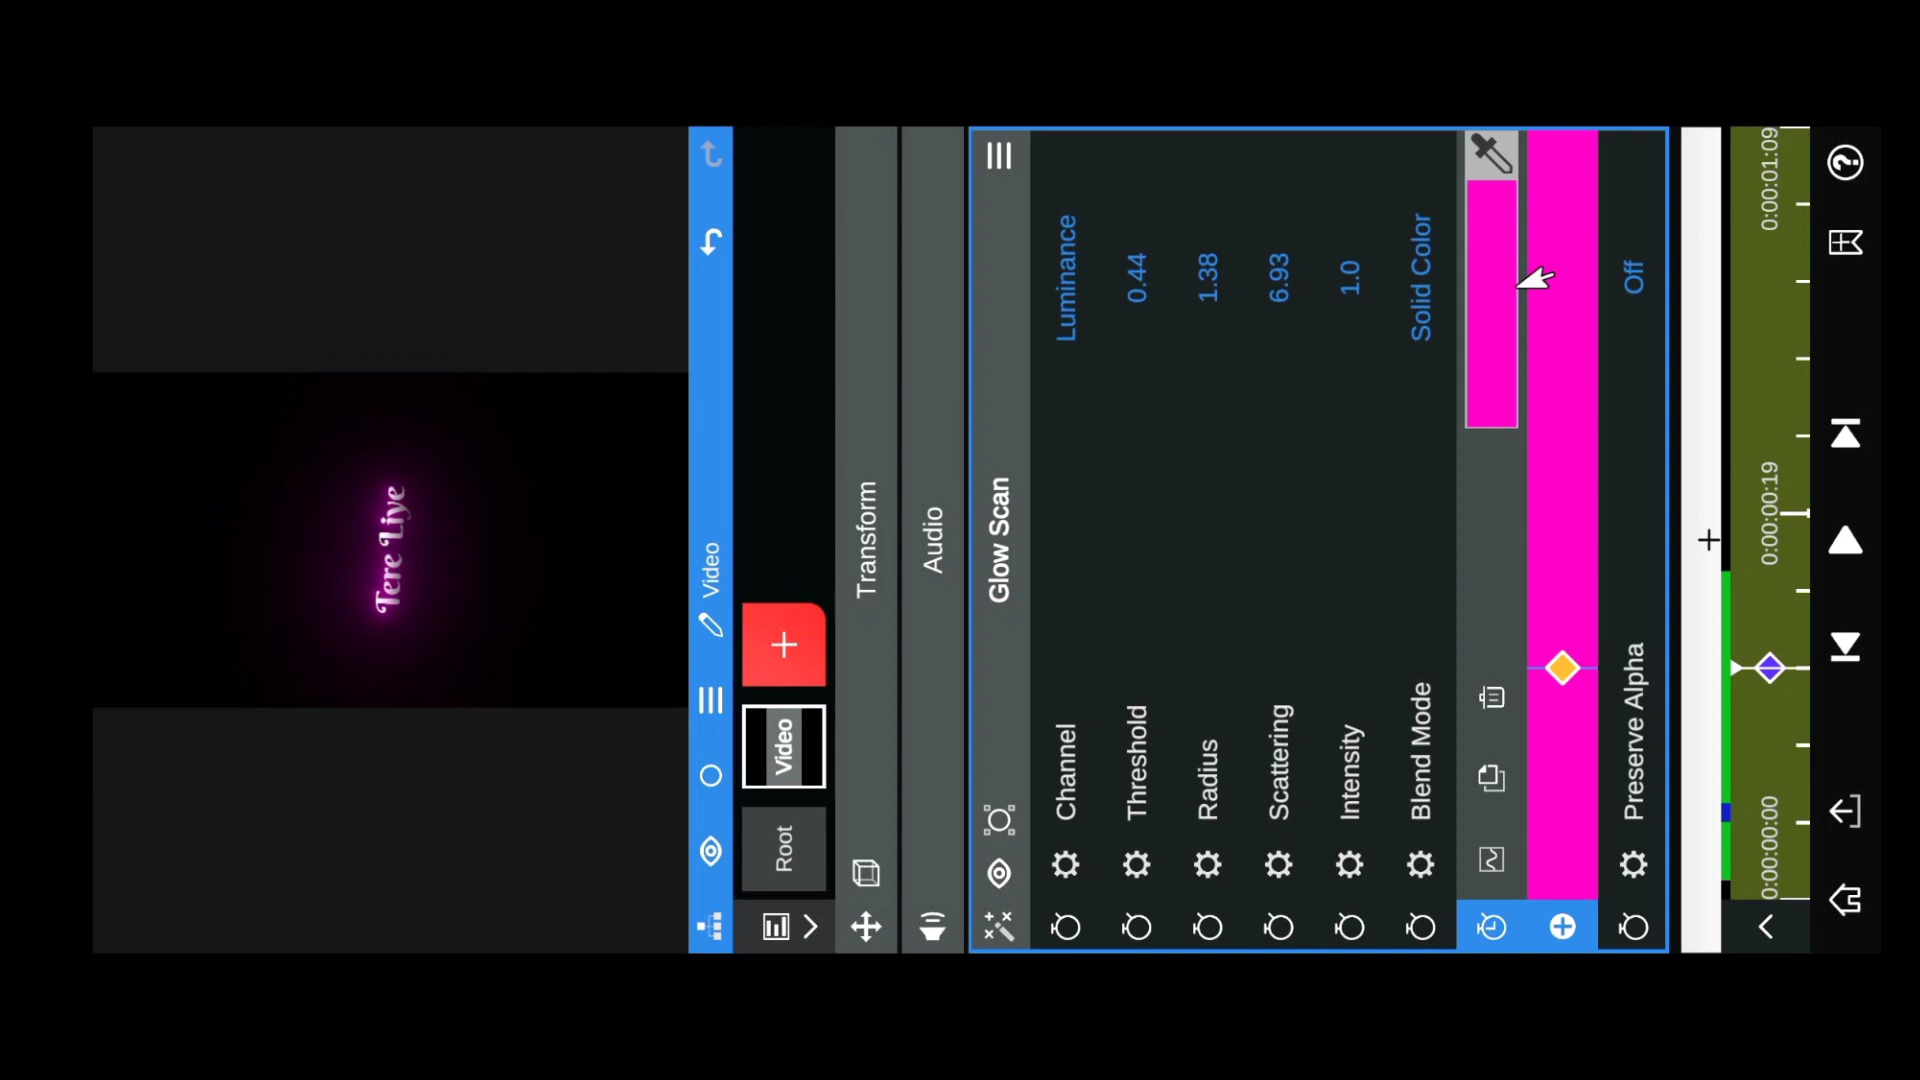 Tere Liye
Video
Root
Video
+
Transform
Audio
Glow Scan
Channel Luminance
Threshold 0.44
Radius 1.38
Scattering 6.93
Intensity 1.0
Blend Mode Solid Color
Preserve Alpha Off
+
0:00:00:00 0:00:00:19 0:00:01:09
?